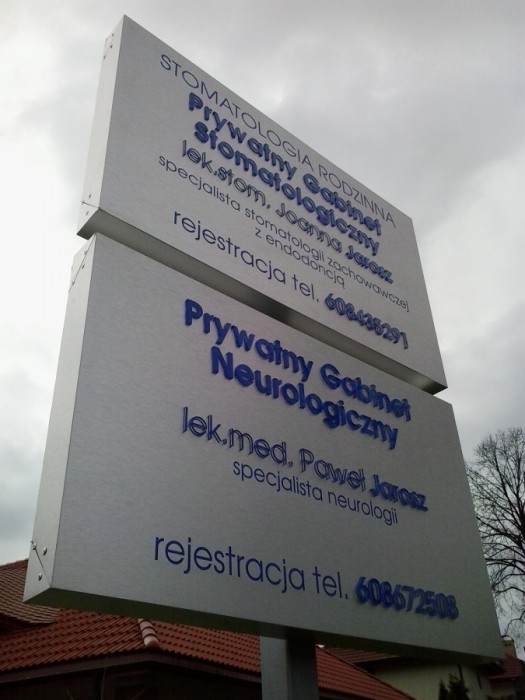 STOMATOLOGIA RODZINNA
Prywatny Gabinet
Stomatologiczny
lek.stom. Joanna Jarosz
specjalista stomatologii zachowawczej
z endodoncją
rejestracja tel. 608435291
Prywatny Gabinet
Neurologiczny
lek.med. Paweł Jarosz
specjalista neurologii
rejestracja tel. 608672508